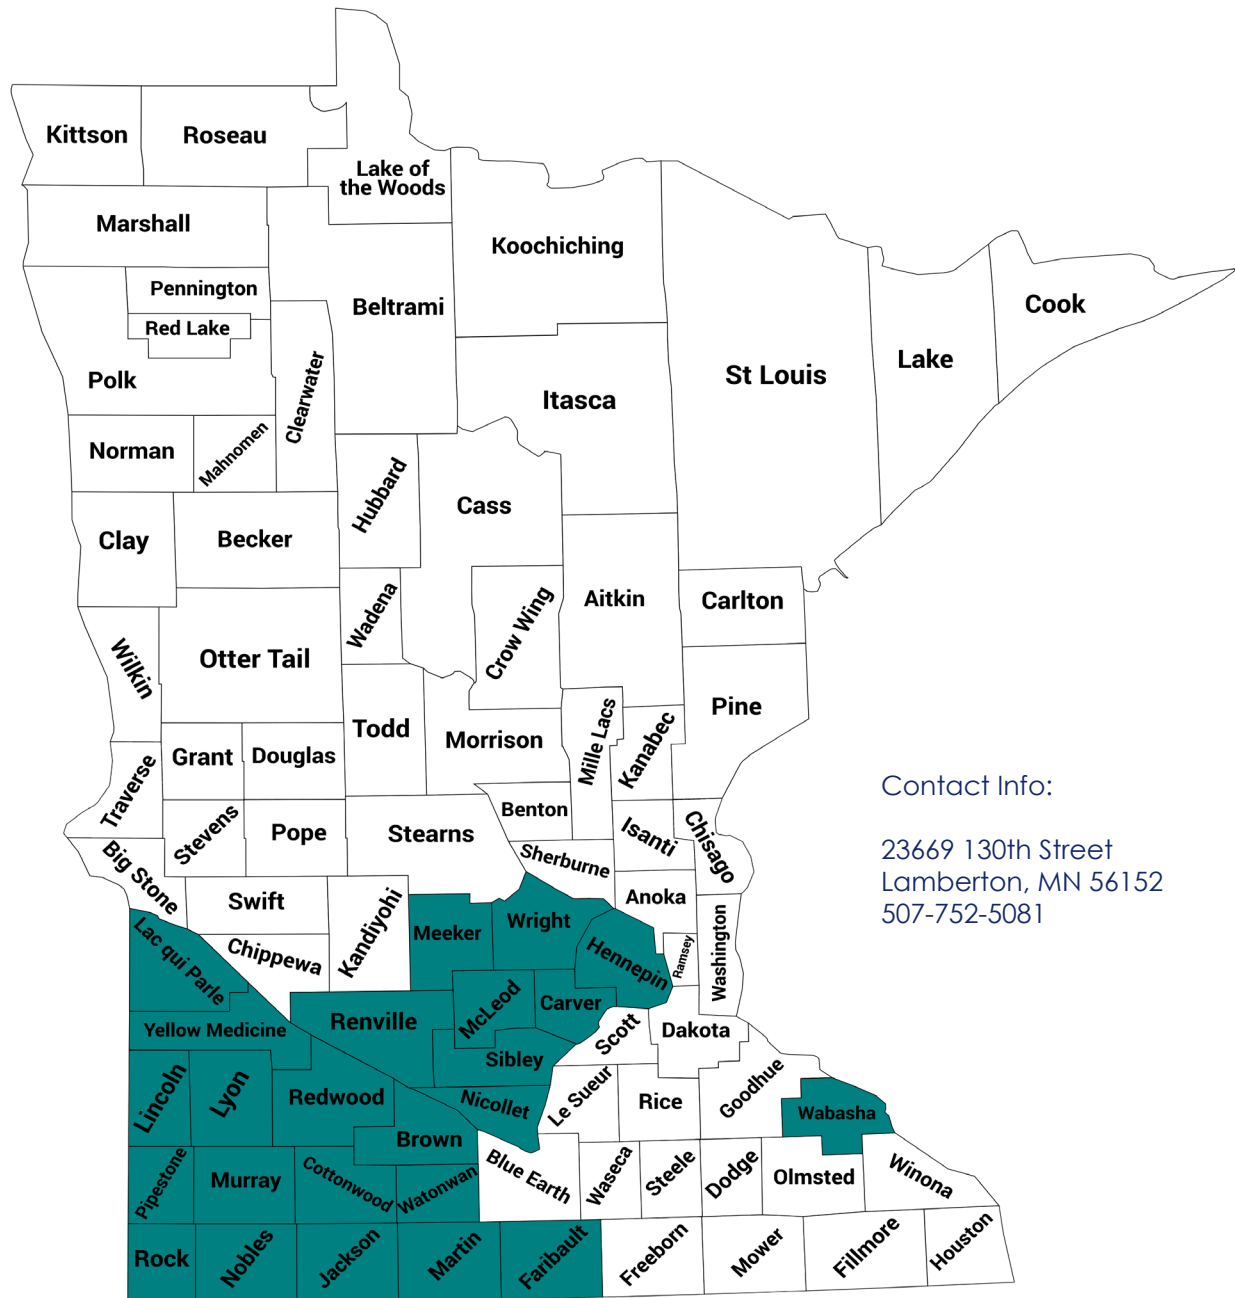 Kittson
Roseau
Lake of
the Woods
Marshall
Koochiching
Pennington
Beltrami
Red Lake
Cook
Polk
Clearwater
St Louis
Lake
Itasca
Norman
Mahnomen
Hubbard
Cass
Clay
Becker
Wadena
Crow Wing
Aitkin
Carlton
Wilkin
Otter Tail
Todd
Morrison
Mille Lacs
Kanabec
Pine
Grant
Douglas
Traverse
Stevens
Pope
Stearns
Benton
Isanti
Chisago
Sherburne
Big Stone
Swift
Kandiyohi
Anoka
Meeker
Wright
Hennepin
Ramsey
Washington
Lac qui Parle
Chippewa
Yellow Medicine
Renville
McLeod
Carver
Scott
Dakota
Sibley
Lincoln
Lyon
Redwood
Nicollet
Le Sueur
Rice
Goodhue
Wabasha
Brown
Pipestone
Murray
Cottonwood
Watonwan
Blue Earth
Waseca
Steele
Dodge
Olmsted
Winona
Rock
Nobles
Jackson
Martin
Faribault
Freeborn
Mower
Fillmore
Houston
Contact Info:
23669 130th Street
Lamberton, MN 56152
507-752-5081